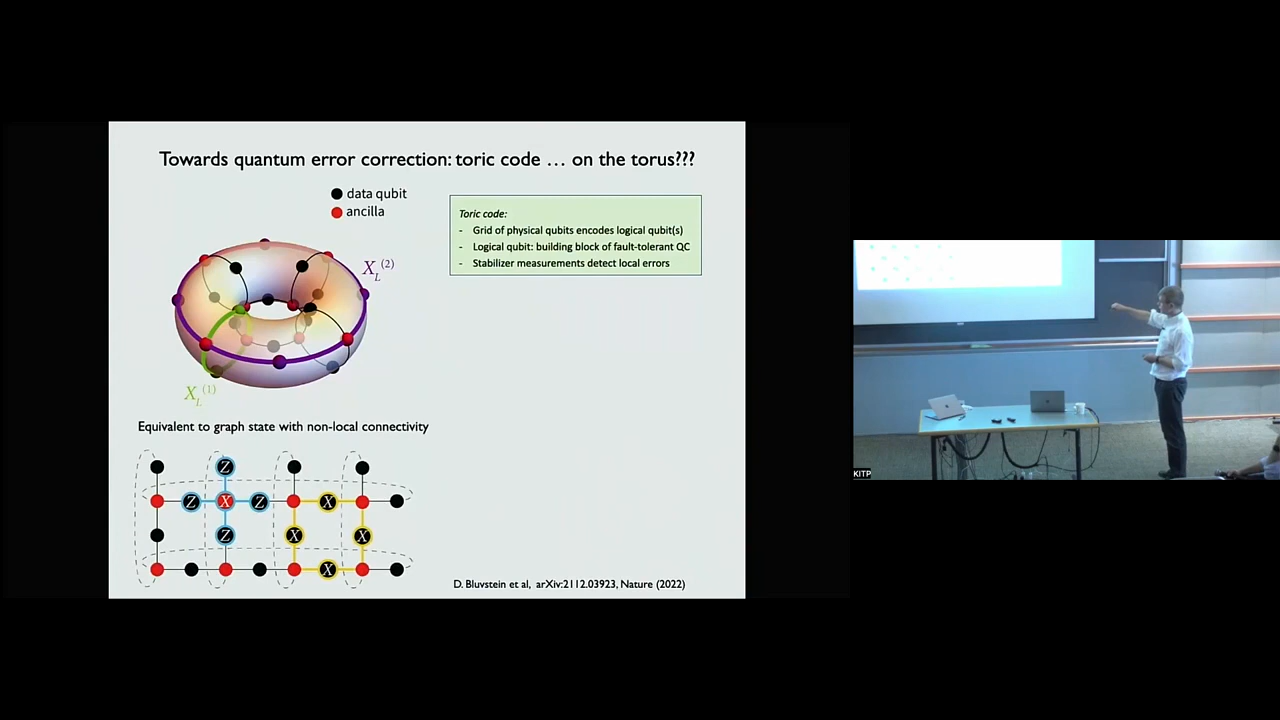 Towards quantum error correction: toric code … on the torus???
data qubit
ancilla
Toric code:
- Grid of physical qubits encodes logical qubit(s)
- Logical qubit: building block of fault-tolerant QC
- Stabilizer measurements detect local errors
X_L^(2)
X_L^(1)
Equivalent to graph state with non-local connectivity
Z
Z X Z X
Z X X
X
D. Bluvstein et al, arXiv:2112.03923, Nature (2022)
KITP